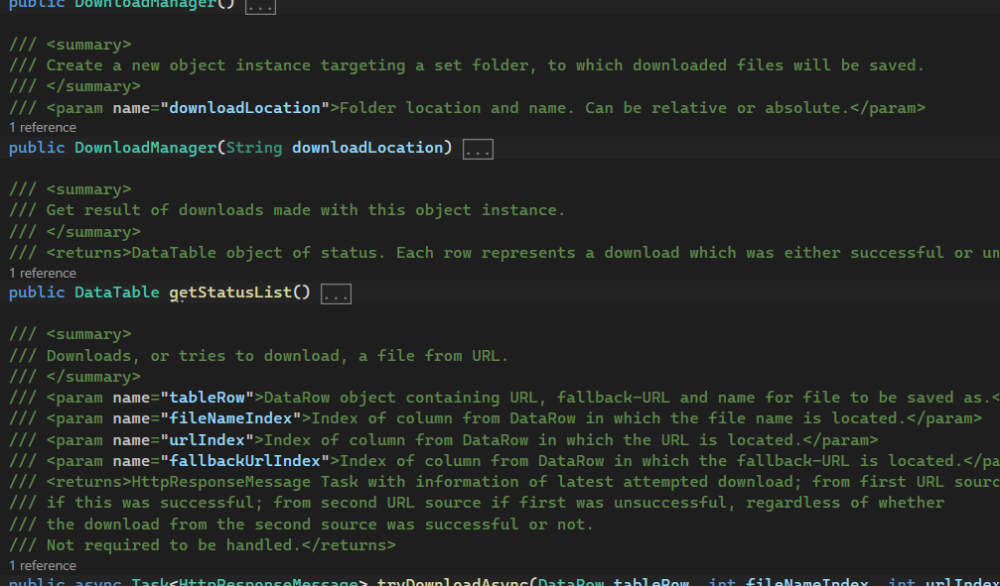 public DownloadManager() ...
/// <summary>
/// Create a new object instance targeting a set folder, to which downloaded files will be saved.
/// </summary>
/// <param name="downloadLocation">Folder location and name. Can be relative or absolute.</param>
1 reference
public DownloadManager(String downloadLocation) ...
/// <summary>
/// Get result of downloads made with this object instance.
/// </summary>
/// <returns>DataTable object of status. Each row represents a download which was either successful or un
1 reference
public DataTable getStatusList() ...
/// <summary>
/// Downloads, or tries to download, a file from URL.
/// </summary>
/// <param name="tableRow">DataRow object containing URL, fallback-URL and name for file to be saved as.<
/// <param name="fileNameIndex">Index of column from DataRow in which the file name is located.</param>
/// <param name="urlIndex">Index of column from DataRow in which the URL is located.</param>
/// <param name="fallbackUrlIndex">Index of column from DataRow in which the fallback-URL is located.</pa
/// <returns>HttpResponseMessage Task with information of latest attempted download; from first URL sourc
/// if this was successful; from second URL source if first was unsuccessful, regardless of whether
/// the download from the second source was successful or not.
/// Not required to be handled.</returns>
1 reference
public async Task<HttpResponseMessage> tryDownloadAsync(DataRow tableRow, int fileNameIndex, int urlIndex